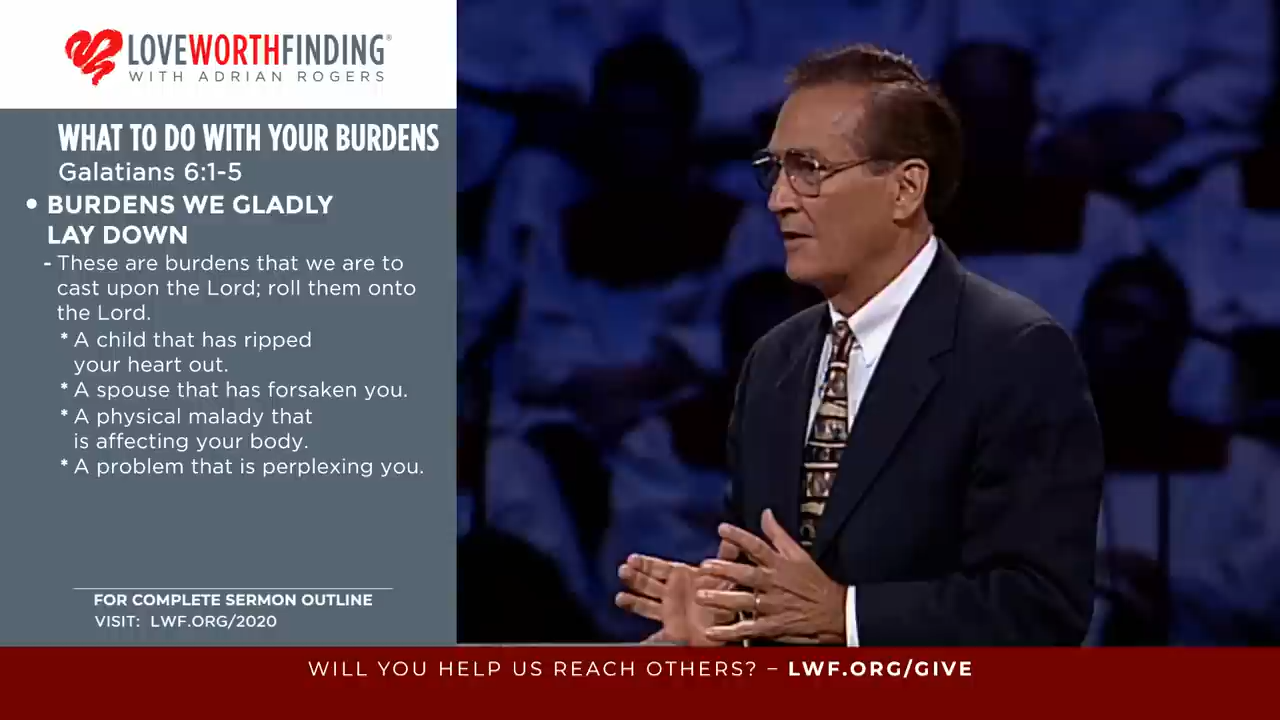 LOVEWORTHFINDING®
WITH ADRIAN ROGERS
WHAT TO DO WITH YOUR BURDENS
Galatians 6:1-5
• BURDENS WE GLADLY
LAY DOWN
- These are burdens that we are to
cast upon the Lord; roll them onto
the Lord.
* A child that has ripped
your heart out.
* A spouse that has forsaken you.
* A physical malady that
is affecting your body.
* A problem that is perplexing you.
FOR COMPLETE SERMON OUTLINE
VISIT: LWF.ORG/2020
WILL YOU HELP US REACH OTHERS? – LWF.ORG/GIVE